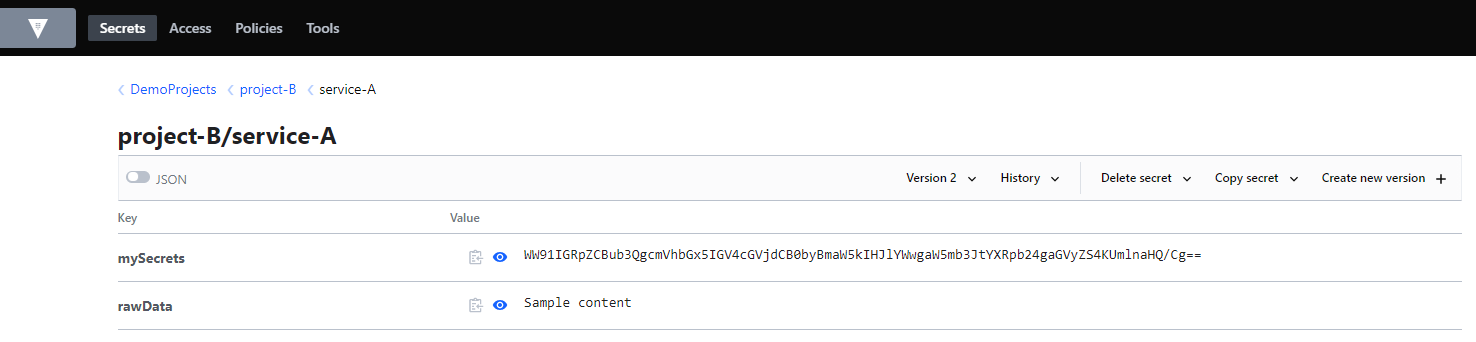 Secrets Access Policies Tools
DemoProjects project-B service-A
project-B/service-A
JSON Version 2 History Delete secret Copy secret Create new version
Key Value
mySecrets WW91IGRpZCBub3QgcmVhbGx5IGV4cGVjdCB0byBmaW5kIHJlYWwgaW5mb3JtYXRpb24gaGVyZS4KUmlnaHQ/Cg==
rawData Sample content